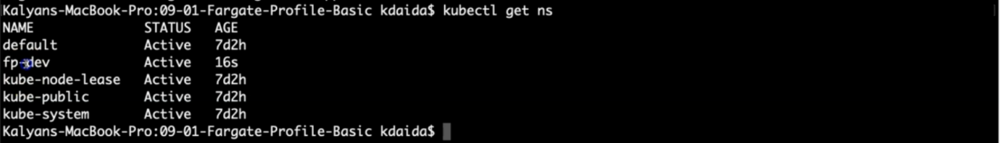 Kalyans-MacBook-Pro:09-01-Fargate-Profile-Basic kdaida$ kubectl get ns
NAME STATUS AGE
default Active 7d2h
fp-dev Active 16s
kube-node-lease Active 7d2h
kube-public Active 7d2h
kube-system Active 7d2h
Kalyans-MacBook-Pro:09-01-Fargate-Profile-Basic kdaida$